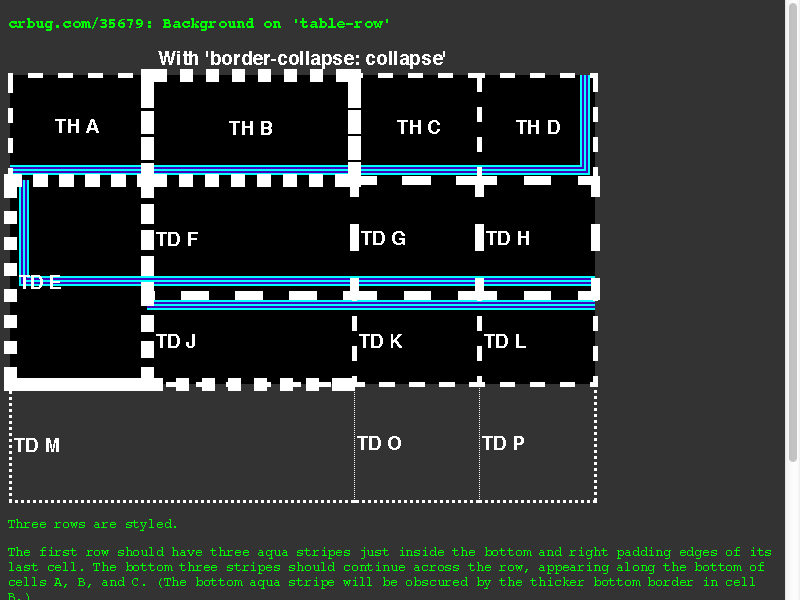 crbug.com/35679: Background on 'table-row'
With 'border-collapse: collapse'
TH A TH B TH C TH D
TD E TD F TD G TD H
TD J TD K TD L
TD M TD O TD P
Three rows are styled.
The first row should have three aqua stripes just inside the bottom and right padding edges of its
last cell. The bottom three stripes should continue across the row, appearing along the bottom of
cells A, B, and C. (The bottom aqua stripe will be obscured by the thicker bottom border in cell
B.)